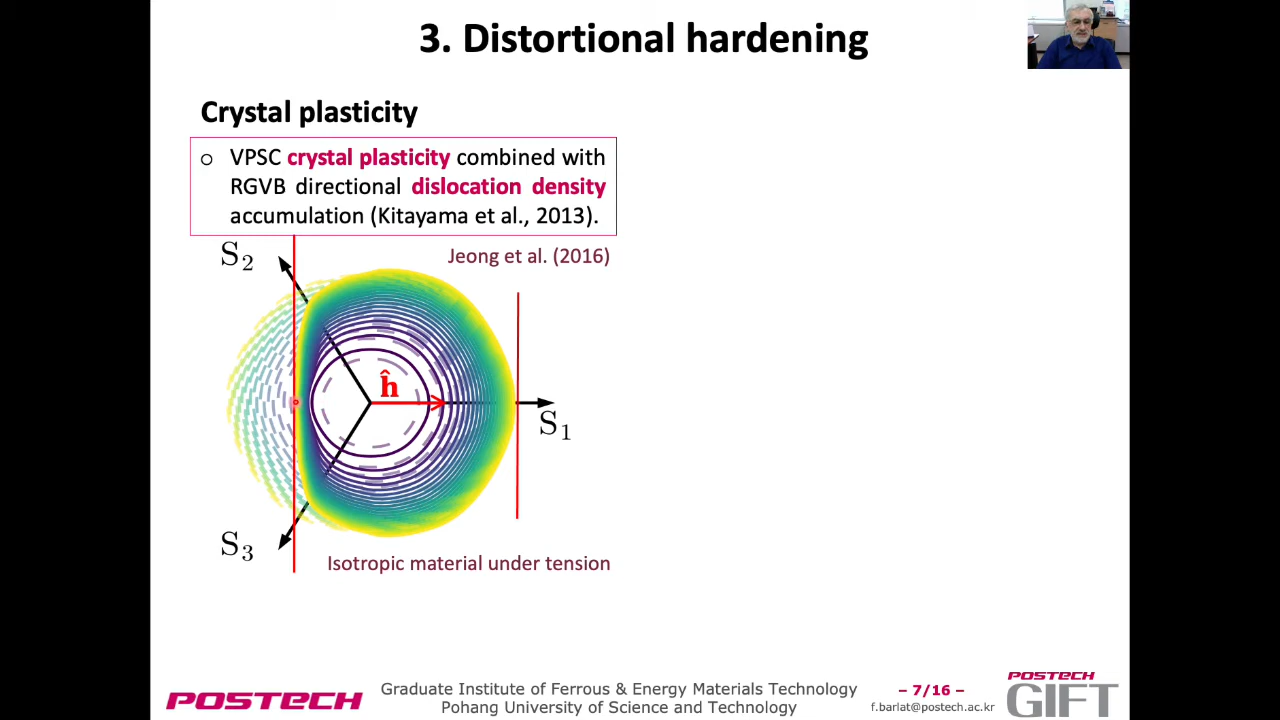 3. Distortional hardening
Crystal plasticity
○ VPSC crystal plasticity combined with
RGVB directional dislocation density
accumulation (Kitayama et al., 2013).
S2
Jeong et al. (2016)
ĥ
S1
S3
Isotropic material under tension
POSTECH
Graduate Institute of Ferrous & Energy Materials Technology
Pohang University of Science and Technology
– 7/16 –
f.barlat@postech.ac.kr
POSTECH
GIFT